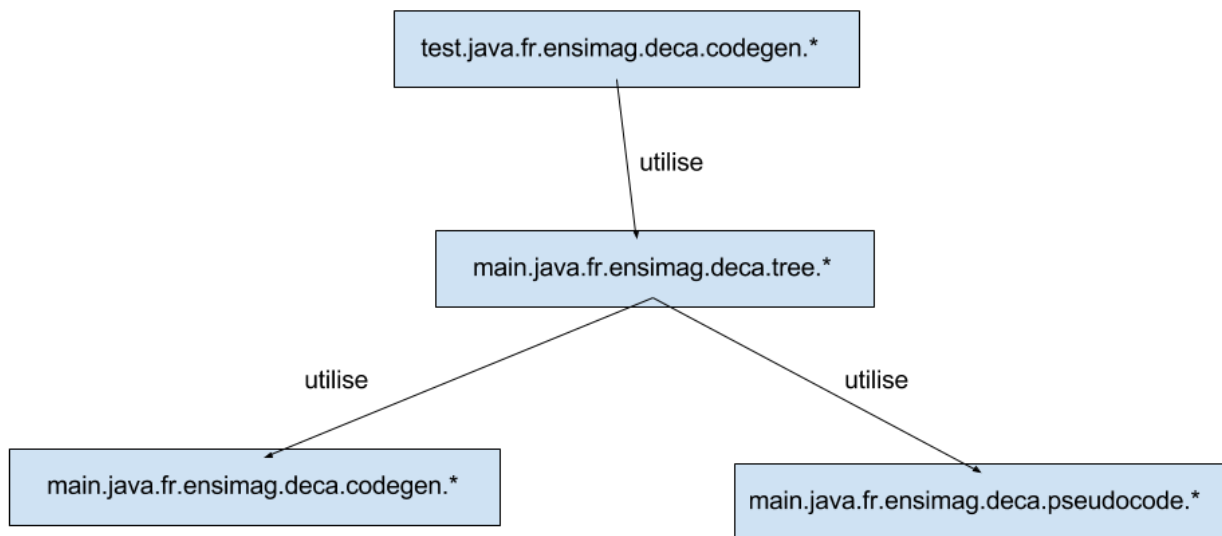 test.java.fr.ensimag.deca.codegen.*
utilise
main.java.fr.ensimag.deca.tree.*
utilise
utilise
main.java.fr.ensimag.deca.codegen.*
main.java.fr.ensimag.deca.pseudocode.*